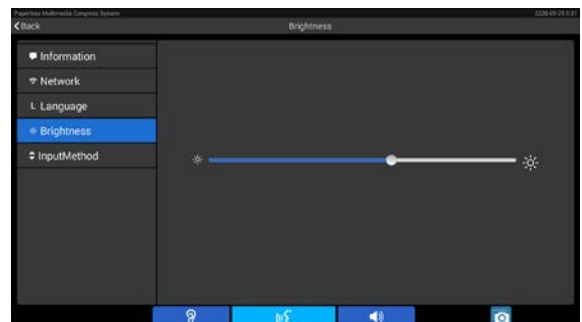 Paperless Multimedia Congress System
Back
Brightness
Information
Network
L Language
Brightness
InputMethod